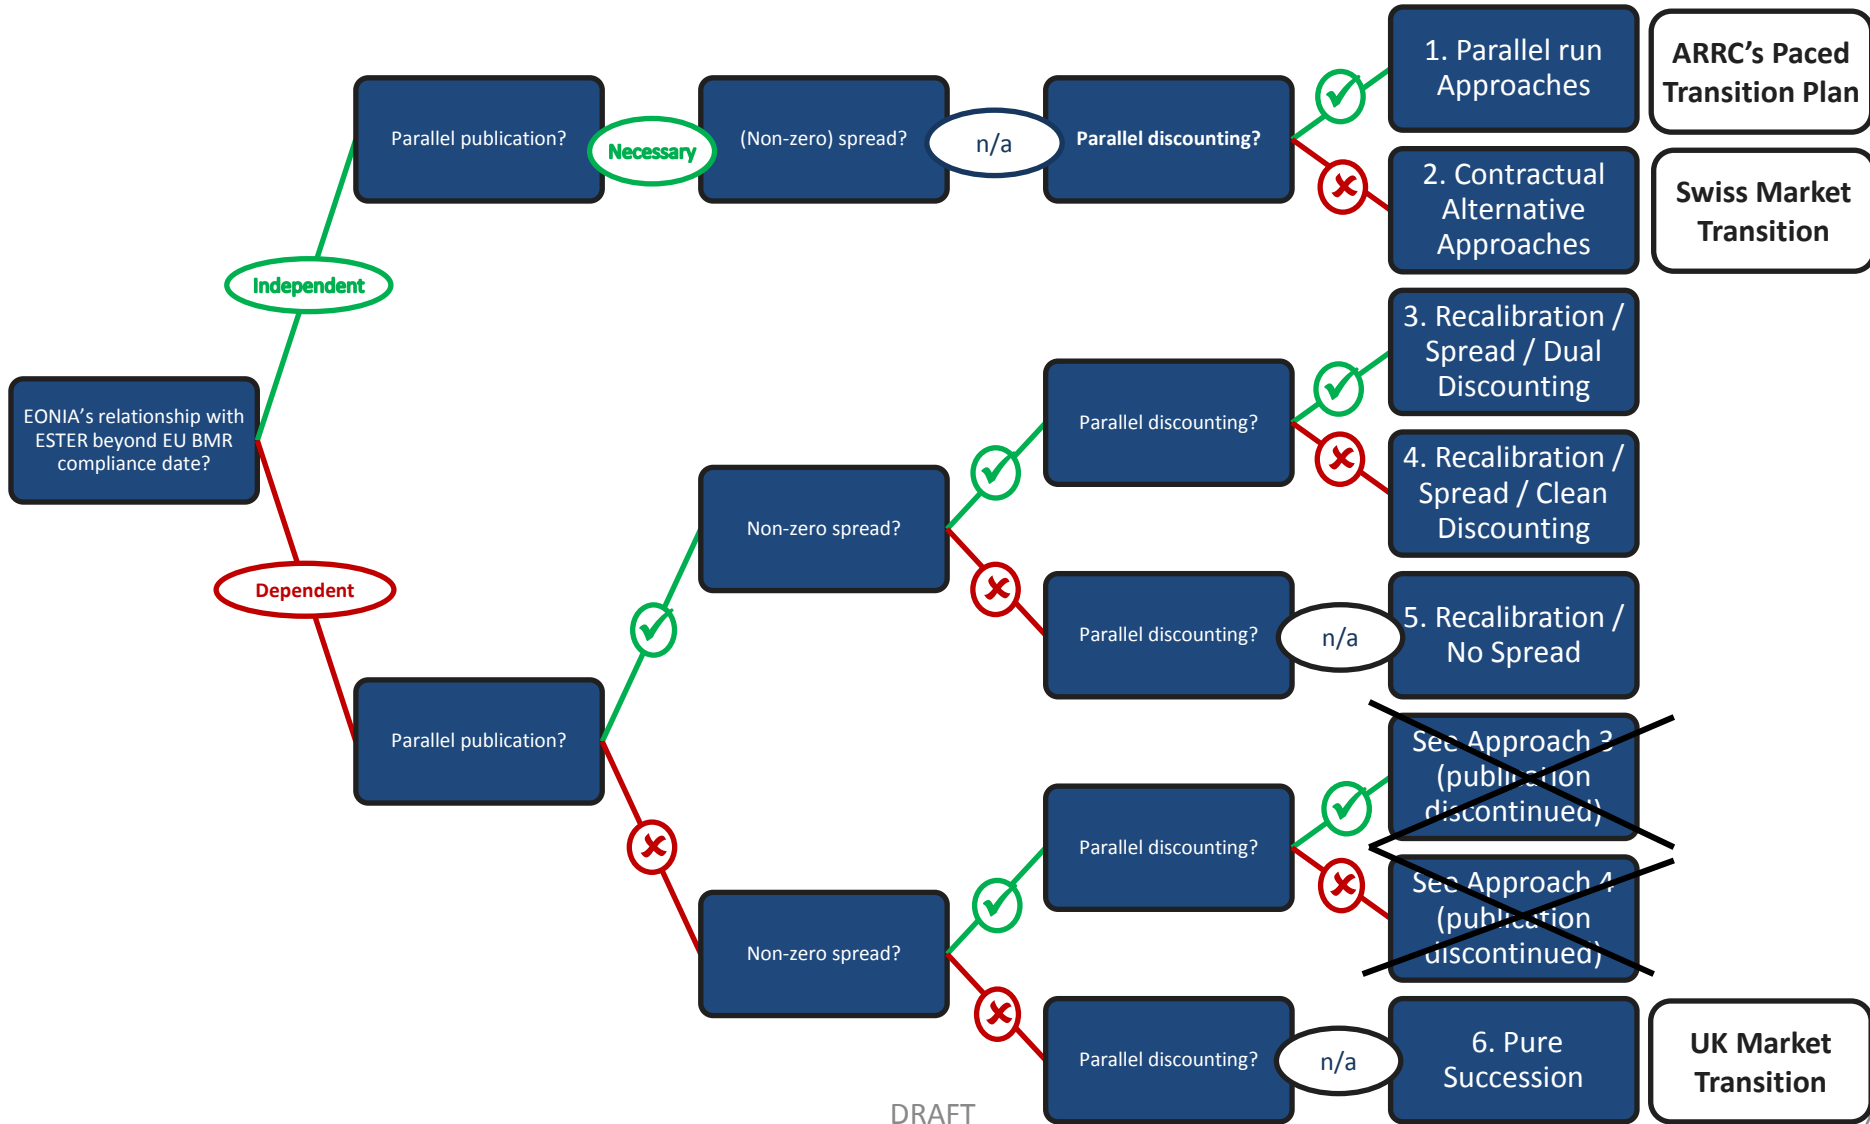 1. Parallel run
Approaches
ARRC's Paced
Transition Plan
Parallel publication?
Necessary
(Non-zero) spread?
n/a
Parallel discounting?
2. Contractual
Alternative
Approaches
Swiss Market
Transition
Independent
3. Recalibration /
Spread / Dual
Discounting
EONIA's relationship with
ESTER beyond EU BMR
compliance date?
Parallel discounting?
4. Recalibration /
Spread / Clean
Discounting
Non-zero spread?
Dependent
Parallel discounting?
n/a
5. Recalibration /
No Spread
Parallel publication?
See Approach 3
(publication
discontinued)
Parallel discounting?
See Approach 4
(publication
discontinued)
Non-zero spread?
Parallel discounting?
n/a
6. Pure
Succession
UK Market
Transition
DRAFT